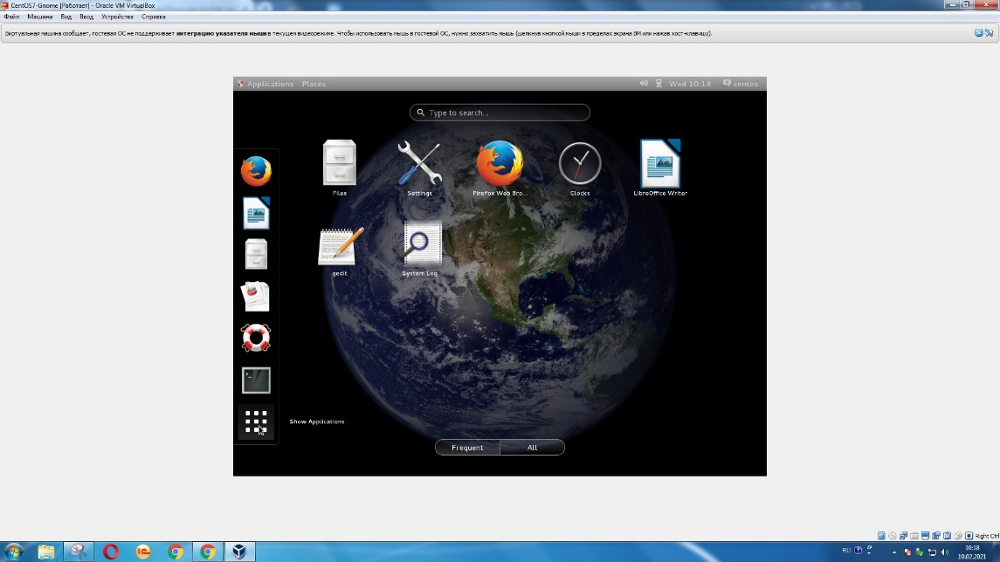 CentOS7-Gnome [Работает] - Oracle VM VirtualBox
Файл Машина Вид Ввод Устройства Справка
Виртуальная машина сообщает, гостевая ОС не поддерживает интеграцию указателя мыши в текущем видеорежиме. Чтобы использовать мышь в гостевой ОС, нужно захватить мышь (щелкнув кнопкой мыши в пределах экрана ВМ или нажав хост-клавишу).
Applications Places Wed 10:18 centos
Type to search...
Files Settings Firefox Web Bro... Clocks LibreOffice Writer
gedit System Log
Show Applications
Frequent All
Right Ctrl
RU 10:18
10.02.2021